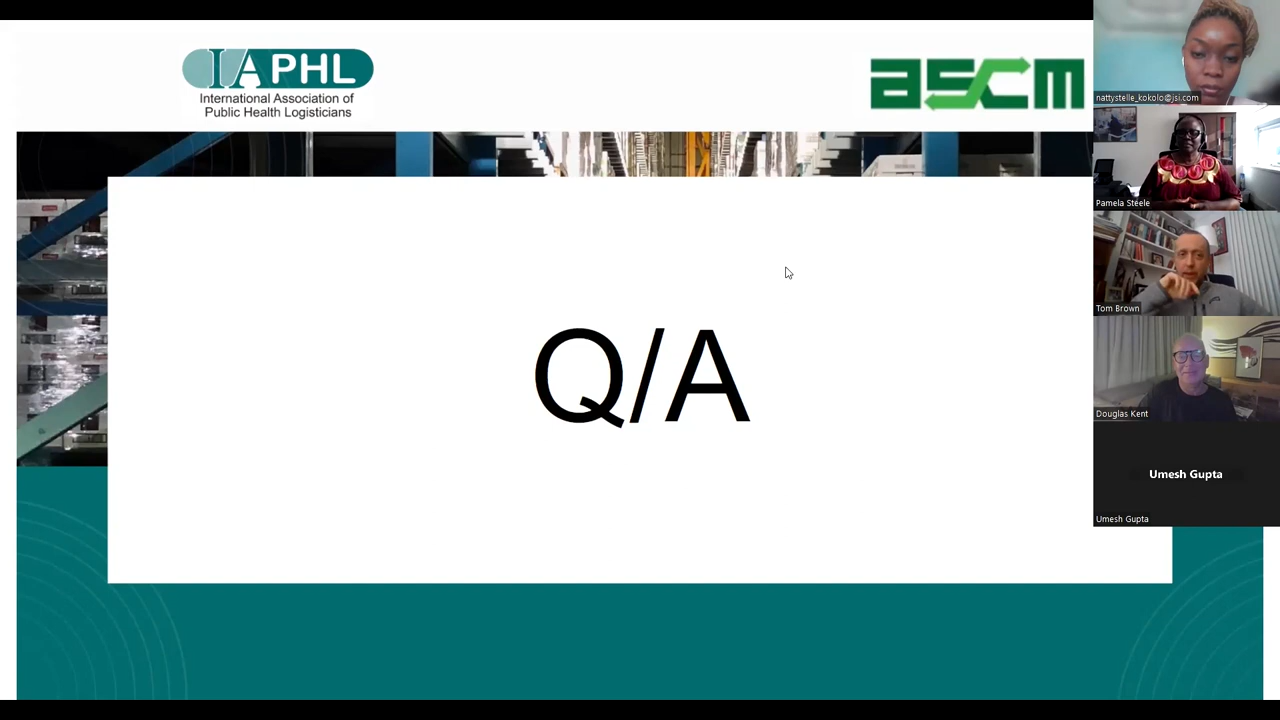 IAPHL
International Association of
Public Health Logisticians
ascm
Q/A
nattystelle_kokolo@jsi.com
Pamela Steele
Tom Brown
Douglas Kent
Umesh Gupta
Umesh Gupta